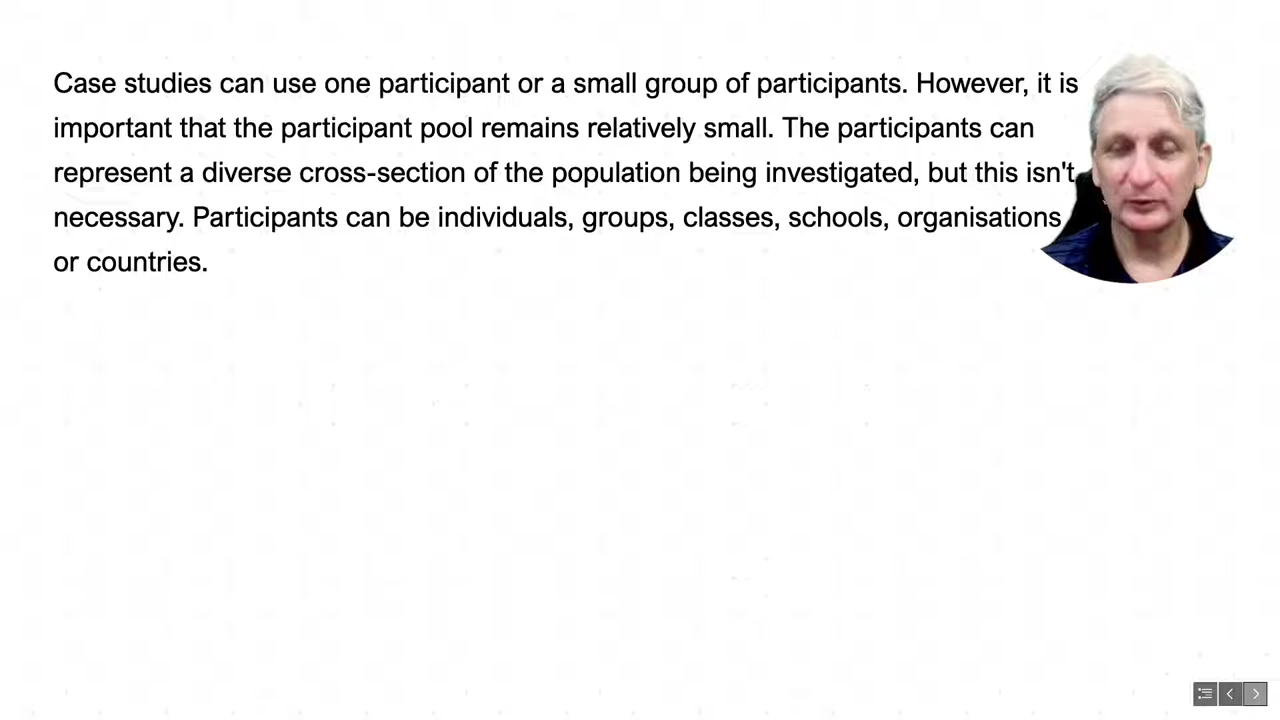 Case studies can use one participant or a small group of participants. However, it is
important that the participant pool remains relatively small. The participants can
represent a diverse cross-section of the population being investigated, but this isn't
necessary. Participants can be individuals, groups, classes, schools, organisations
or countries.